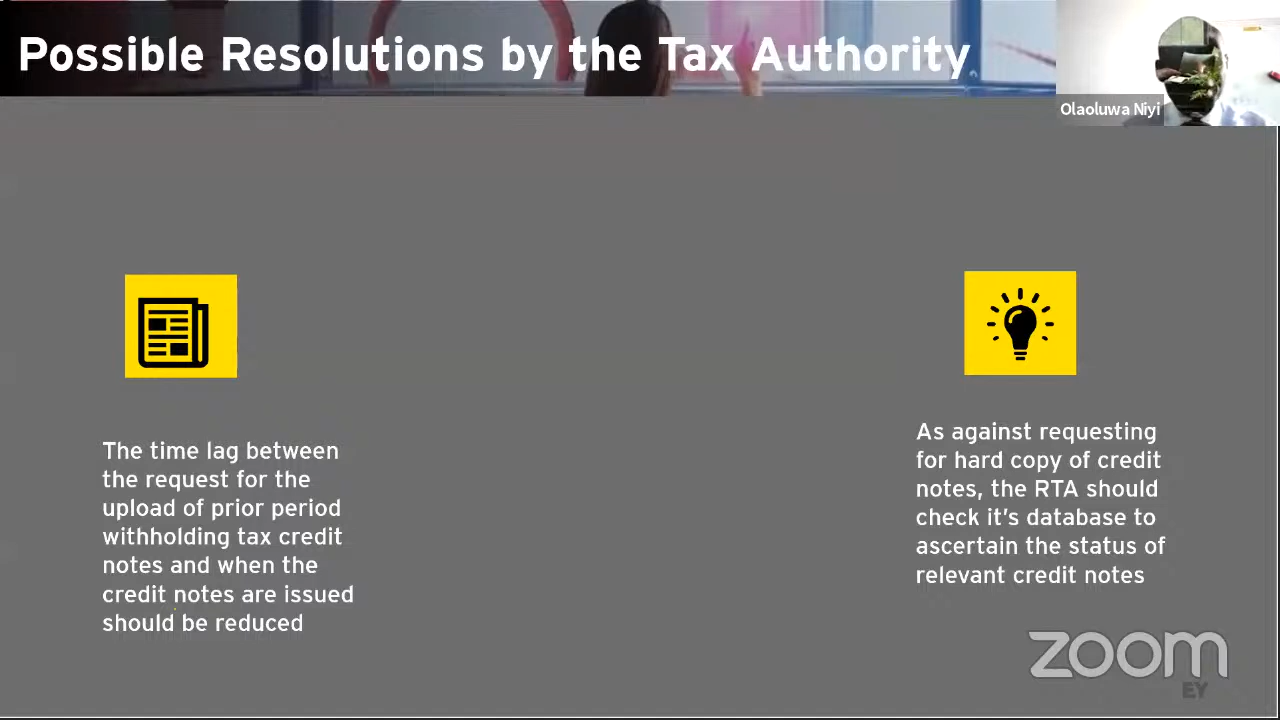 Possible Resolutions by the Tax Authority
Olaoluwa Niyi
The time lag between
the request for the
upload of prior period
withholding tax credit
notes and when the
credit notes are issued
should be reduced
As against requesting
for hard copy of credit
notes, the RTA should
check it's database to
ascertain the status of
relevant credit notes
zoom
EY